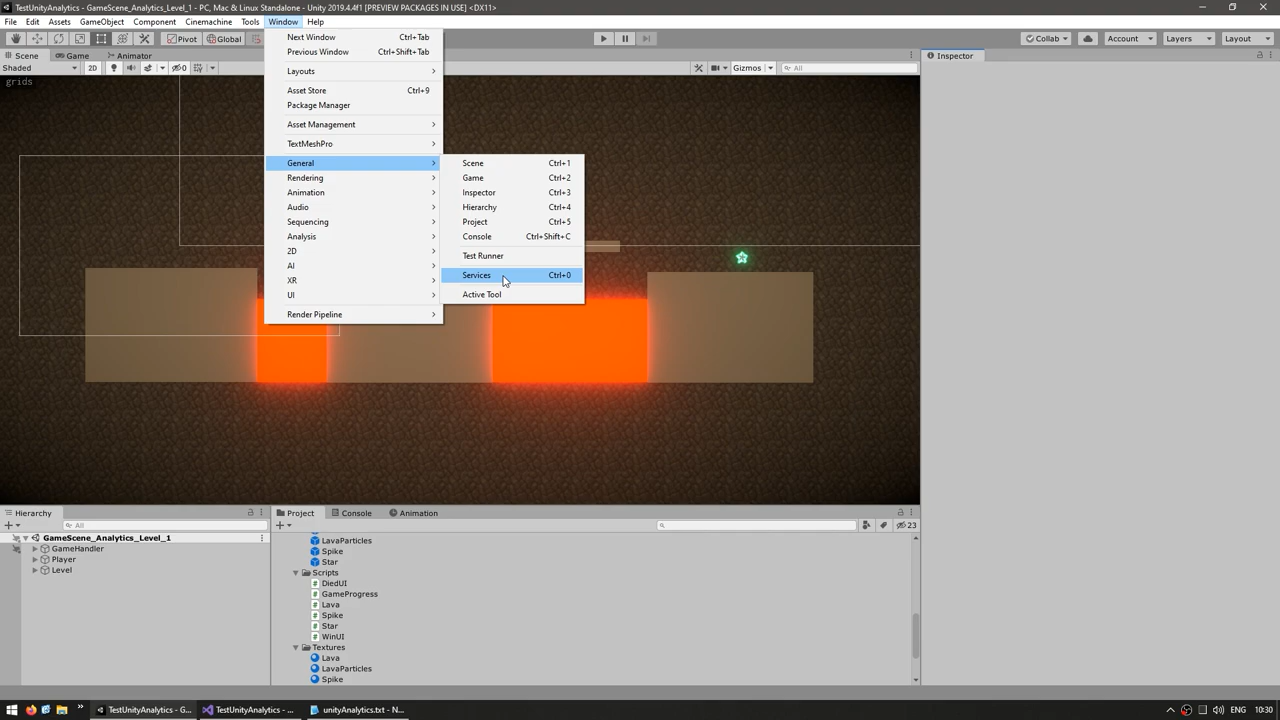 TestUnityAnalytics - GameScene_Analytics_Level_1 - PC, Mac & Linux Standalone - Unity 2019.4.4f1 [PREVIEW PACKAGES IN USE] <DX11>
File Edit Assets GameObject Component Cinemachine Tools Window Help
Pivot Global Collab Account Layers Layout
Scene Game Animator Inspector
Shaded 2D 0 Gizmos All
grids
Next Window Ctrl+Tab
Previous Window Ctrl+Shift+Tab
Layouts
Asset Store Ctrl+9
Package Manager
Asset Management
TextMeshPro
General
Rendering
Animation
Audio
Sequencing
Analysis
2D
AI
XR
UI
Render Pipeline
Scene Ctrl+1
Game Ctrl+2
Inspector Ctrl+3
Hierarchy Ctrl+4
Project Ctrl+5
Console Ctrl+Shift+C
Test Runner
Services Ctrl+0
Active Tool
Hierarchy
All
GameScene_Analytics_Level_1
GameHandler
Player
Level
Project Console Animation
23
LavaParticles
Spike
Star
Scripts
DiedUI
GameProgress
Lava
Spike
Star
WinUI
Textures
Lava
LavaParticles
Spike
TestUnityAnalytics - G... TestUnityAnalytics - ... unityAnalytics.txt - N... ENG 10:30